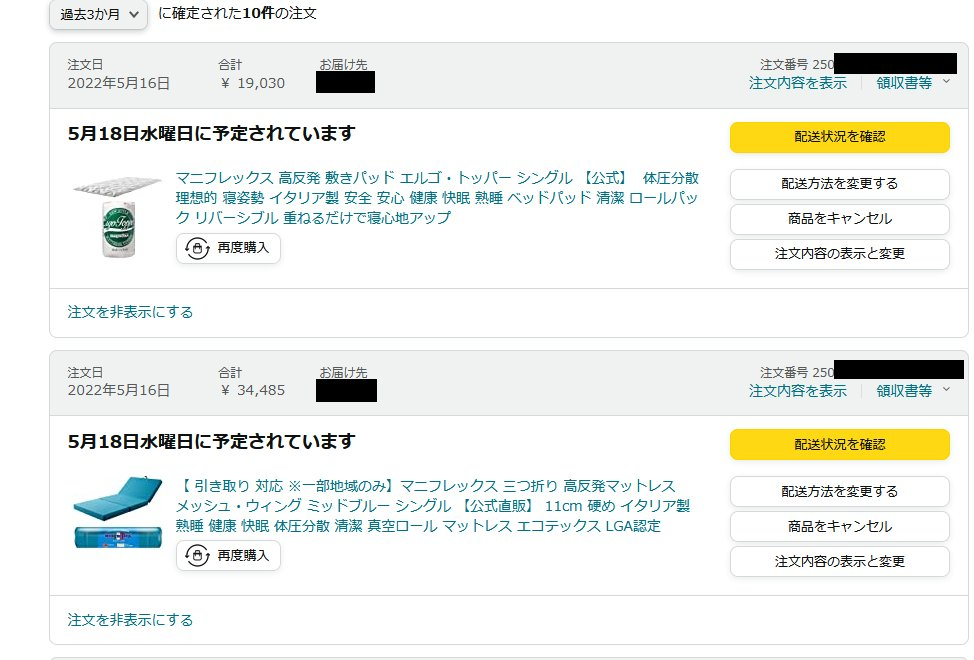 過去3か月 に確定された10件の注文
注文日 合計 お届け先 注文番号 250
2022年5月16日 ￥ 19,030 注文内容を表示 領収書等
5月18日水曜日に予定されています
配送状況を確認
マニフレックス 高反発 敷きパッド エルゴ・トッパー シングル 【公式】 体圧分散
理想的 寝姿勢 イタリア製 安全 安心 健康 快眠 熟睡 ベッドパッド 清潔 ロールパッ
ク リバーシブル 重ねるだけで寝心地アップ
再度購入
配送方法を変更する
商品をキャンセル
注文内容の表示と変更
注文を非表示にする
注文日 合計 お届け先 注文番号 250
2022年5月16日 ￥ 34,485 注文内容を表示 領収書等
5月18日水曜日に予定されています
配送状況を確認
【 引き取り 対応 ※一部地域のみ】マニフレックス 三つ折り 高反発マットレス
メッシュ・ウィング ミッドブルー シングル 【公式直販】 11cm 硬め イタリア製
熟睡 健康 快眠 体圧分散 清潔 真空ロール マットレス エコテックス LGA認定
再度購入
配送方法を変更する
商品をキャンセル
注文内容の表示と変更
注文を非表示にする